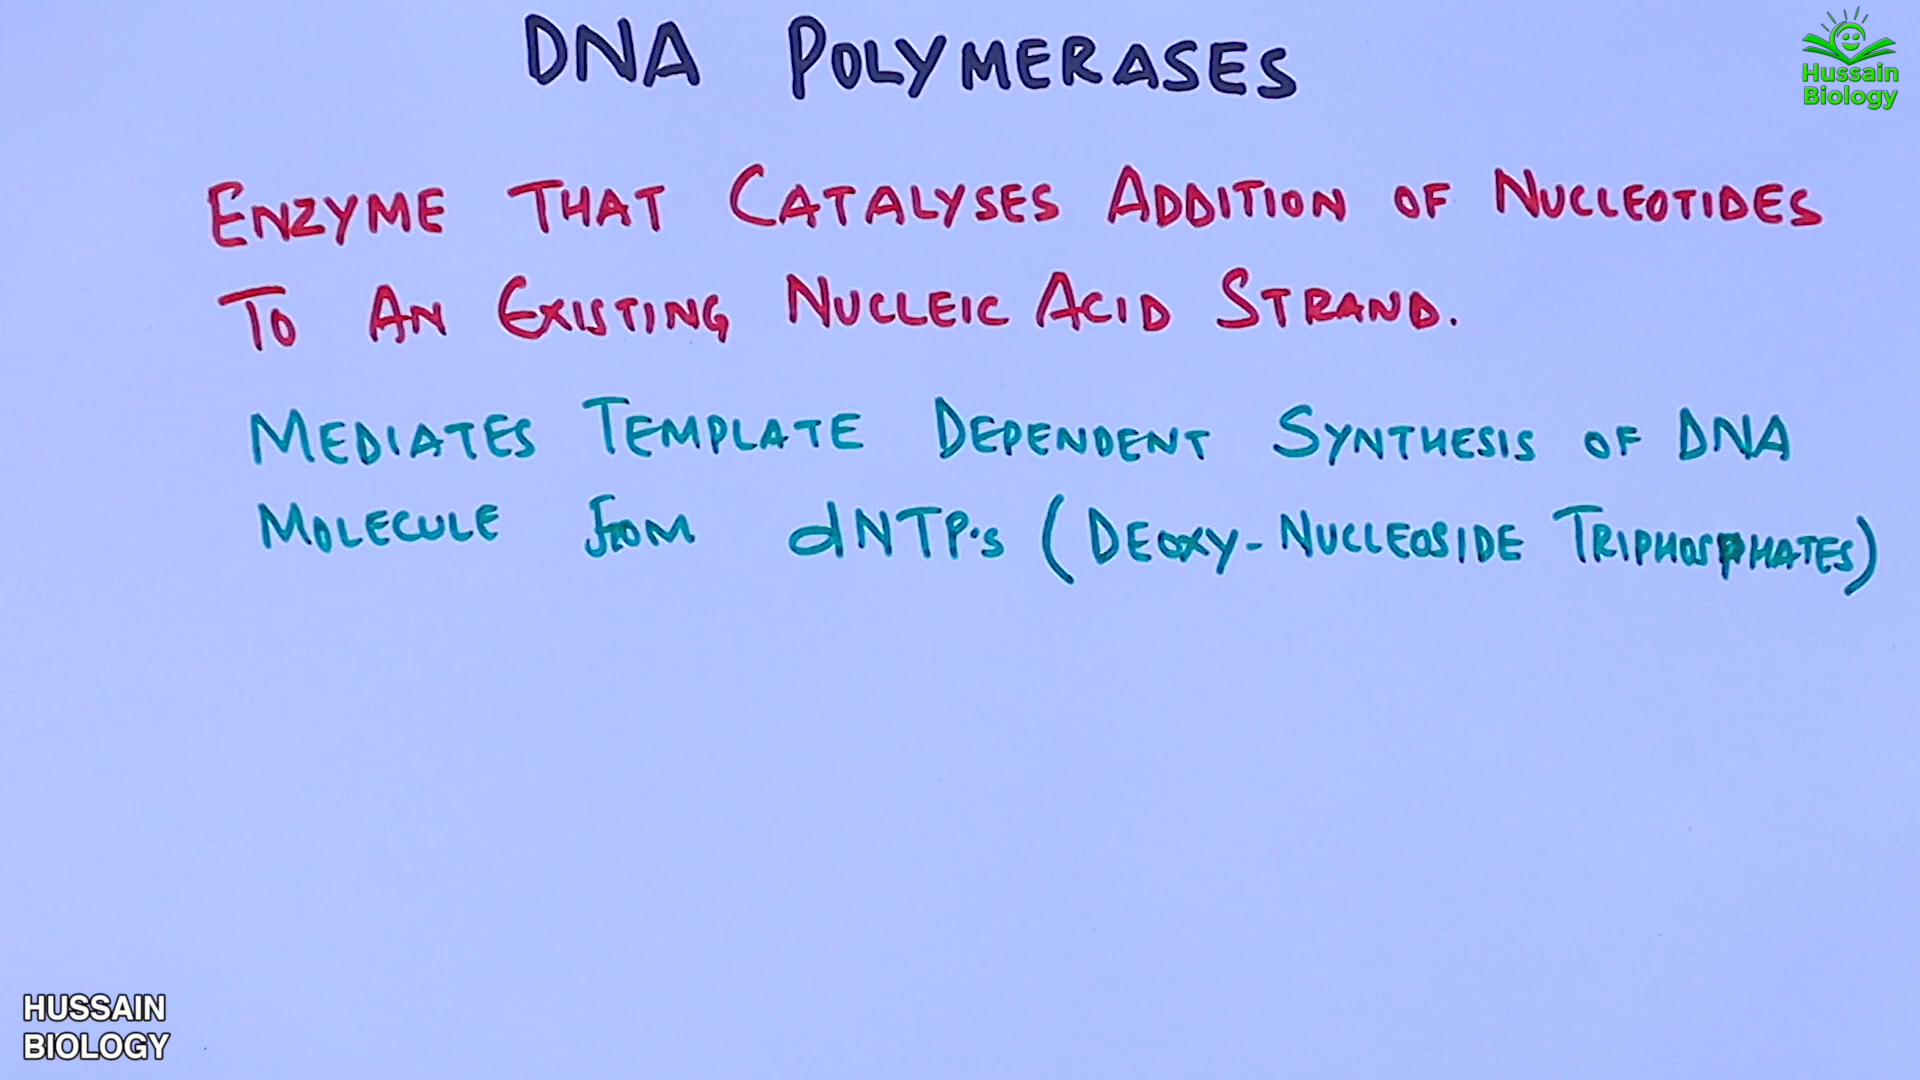 DNA POLYMERASES
Hussain
Biology
ENZYME THAT CATALYSES ADDITION OF NUCLEOTIDES
TO AN EXISTING NUCLEIC ACID STRAND.
MEDIATES TEMPLATE DEPENDENT SYNTHESIS OF DNA
MOLECULE FROM dNTP's (DEOXY-NUCLEOSIDE TRIPHOSPHATES)
HUSSAIN
BIOLOGY